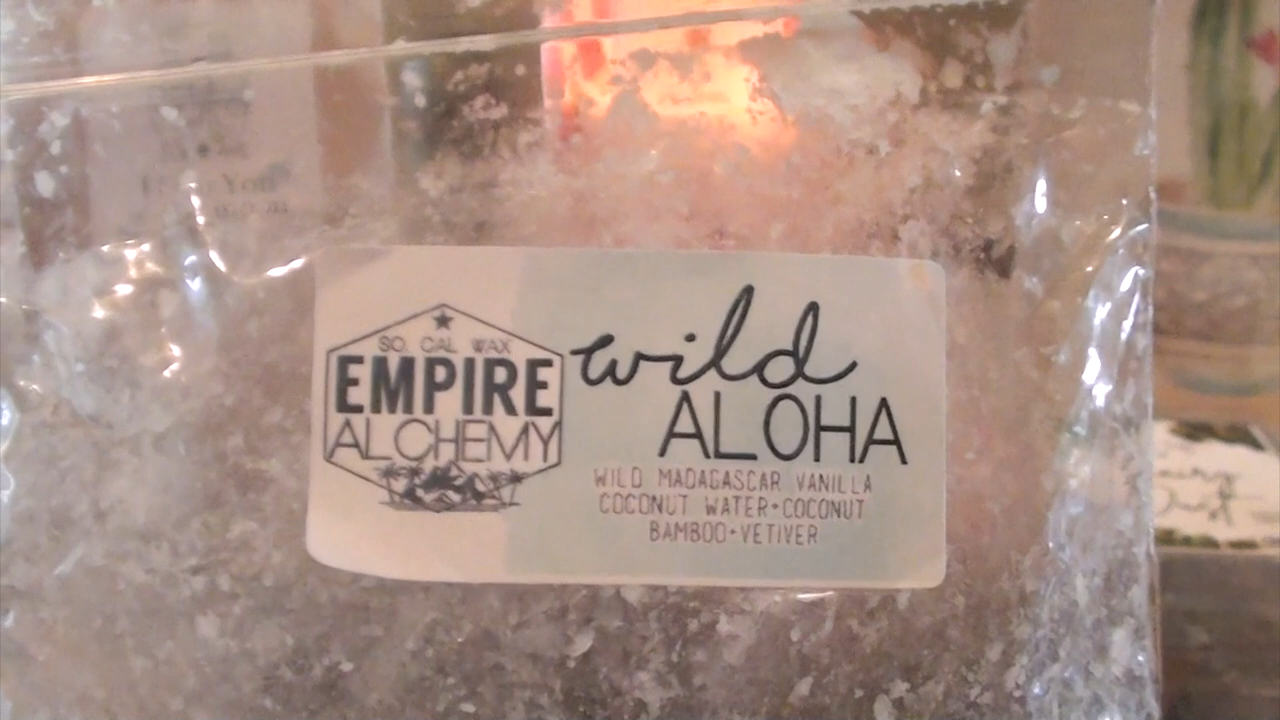 SO. CAL WAX
EMPIRE
ALCHEMY
wild
ALOHA
WILD MADAGASCAR VANILLA
COCONUT WATER+COCONUT
BAMBOO+VETIVER